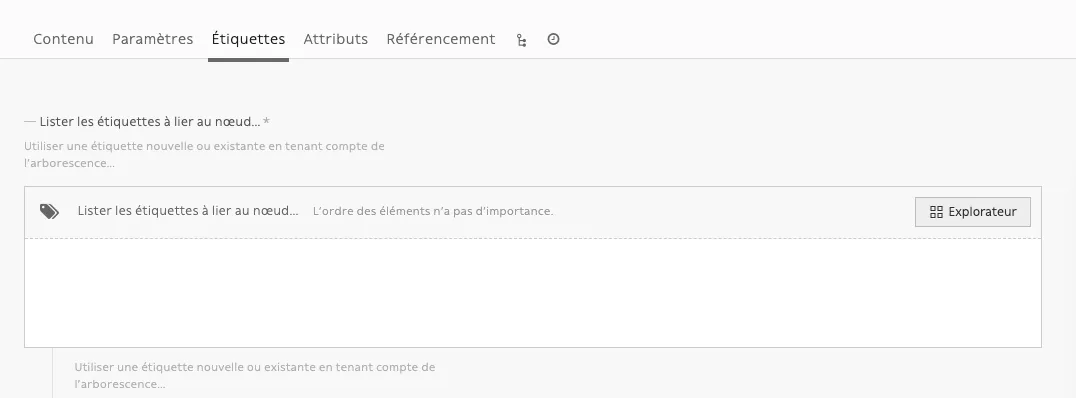 Contenu Paramètres Étiquettes Attributs Référencement
— Lister les étiquettes à lier au nœud… *
Utiliser une étiquette nouvelle ou existante en tenant compte de
l’arborescence…
Lister les étiquettes à lier au nœud… L’ordre des éléments n’a pas d’importance. Explorateur
Utiliser une étiquette nouvelle ou existante en tenant compte de
l’arborescence…